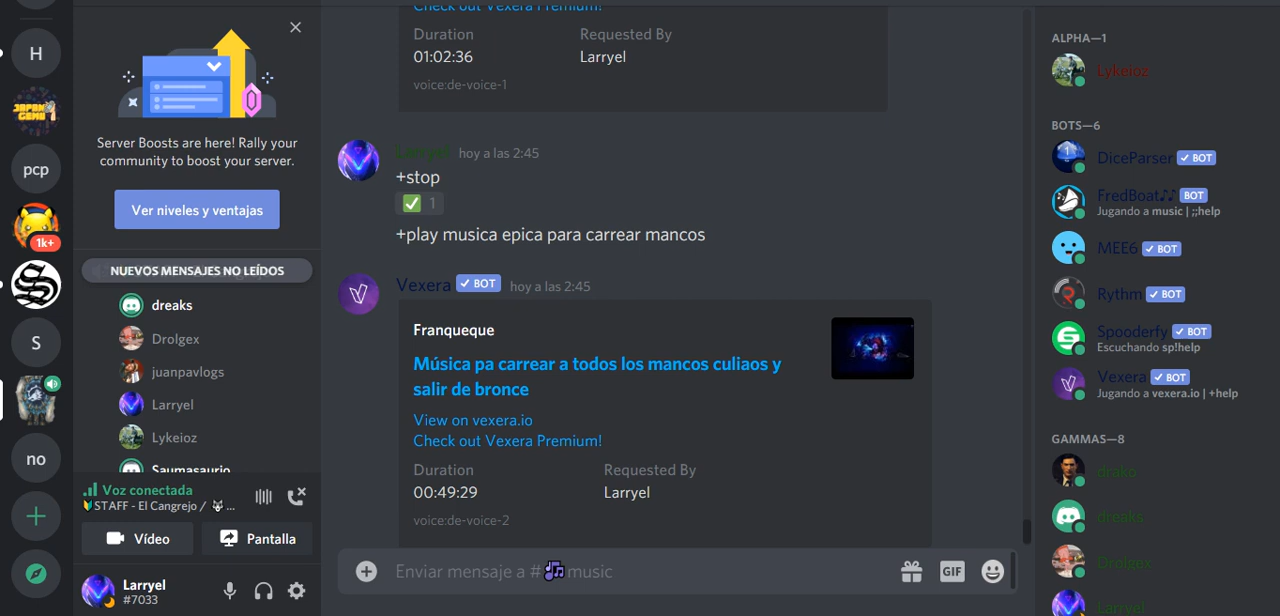 H
JAPAN
GEMU
pcp
1k+
S
no
Server Boosts are here! Rally your
community to boost your server.
Ver niveles y ventajas
NUEVOS MENSAJES NO LEÍDOS
dreaks
Drolgex
juanpavlogs
Larryel
Lykeioz
Saumasaurio
Voz conectada
STAFF - El Cangrejo / ...
Vídeo
Pantalla
Larryel
#7033
Check out Vexera Premium!
Duration
Requested By
01:02:36
Larryel
voice:de-voice-1
Larryel hoy a las 2:45
+stop
1
+play musica epica para carrear mancos
Vexera BOT hoy a las 2:45
Franqueque
Música pa carrear a todos los mancos culiaos y
salir de bronce
View on vexera.io
Check out Vexera Premium!
Duration
Requested By
00:49:29
Larryel
voice:de-voice-2
Enviar mensaje a #🎶music
GIF
ALPHA—1
Lykeioz
BOTS—6
DiceParser BOT
FredBoat♪♪ BOT
Jugando a music | ;;help
MEE6 BOT
Rythm BOT
Spooderfy BOT
Escuchando sp!help
Vexera BOT
Jugando a vexera.io | +help
GAMMAS—8
drako
dreaks
Drolgex
Larryel